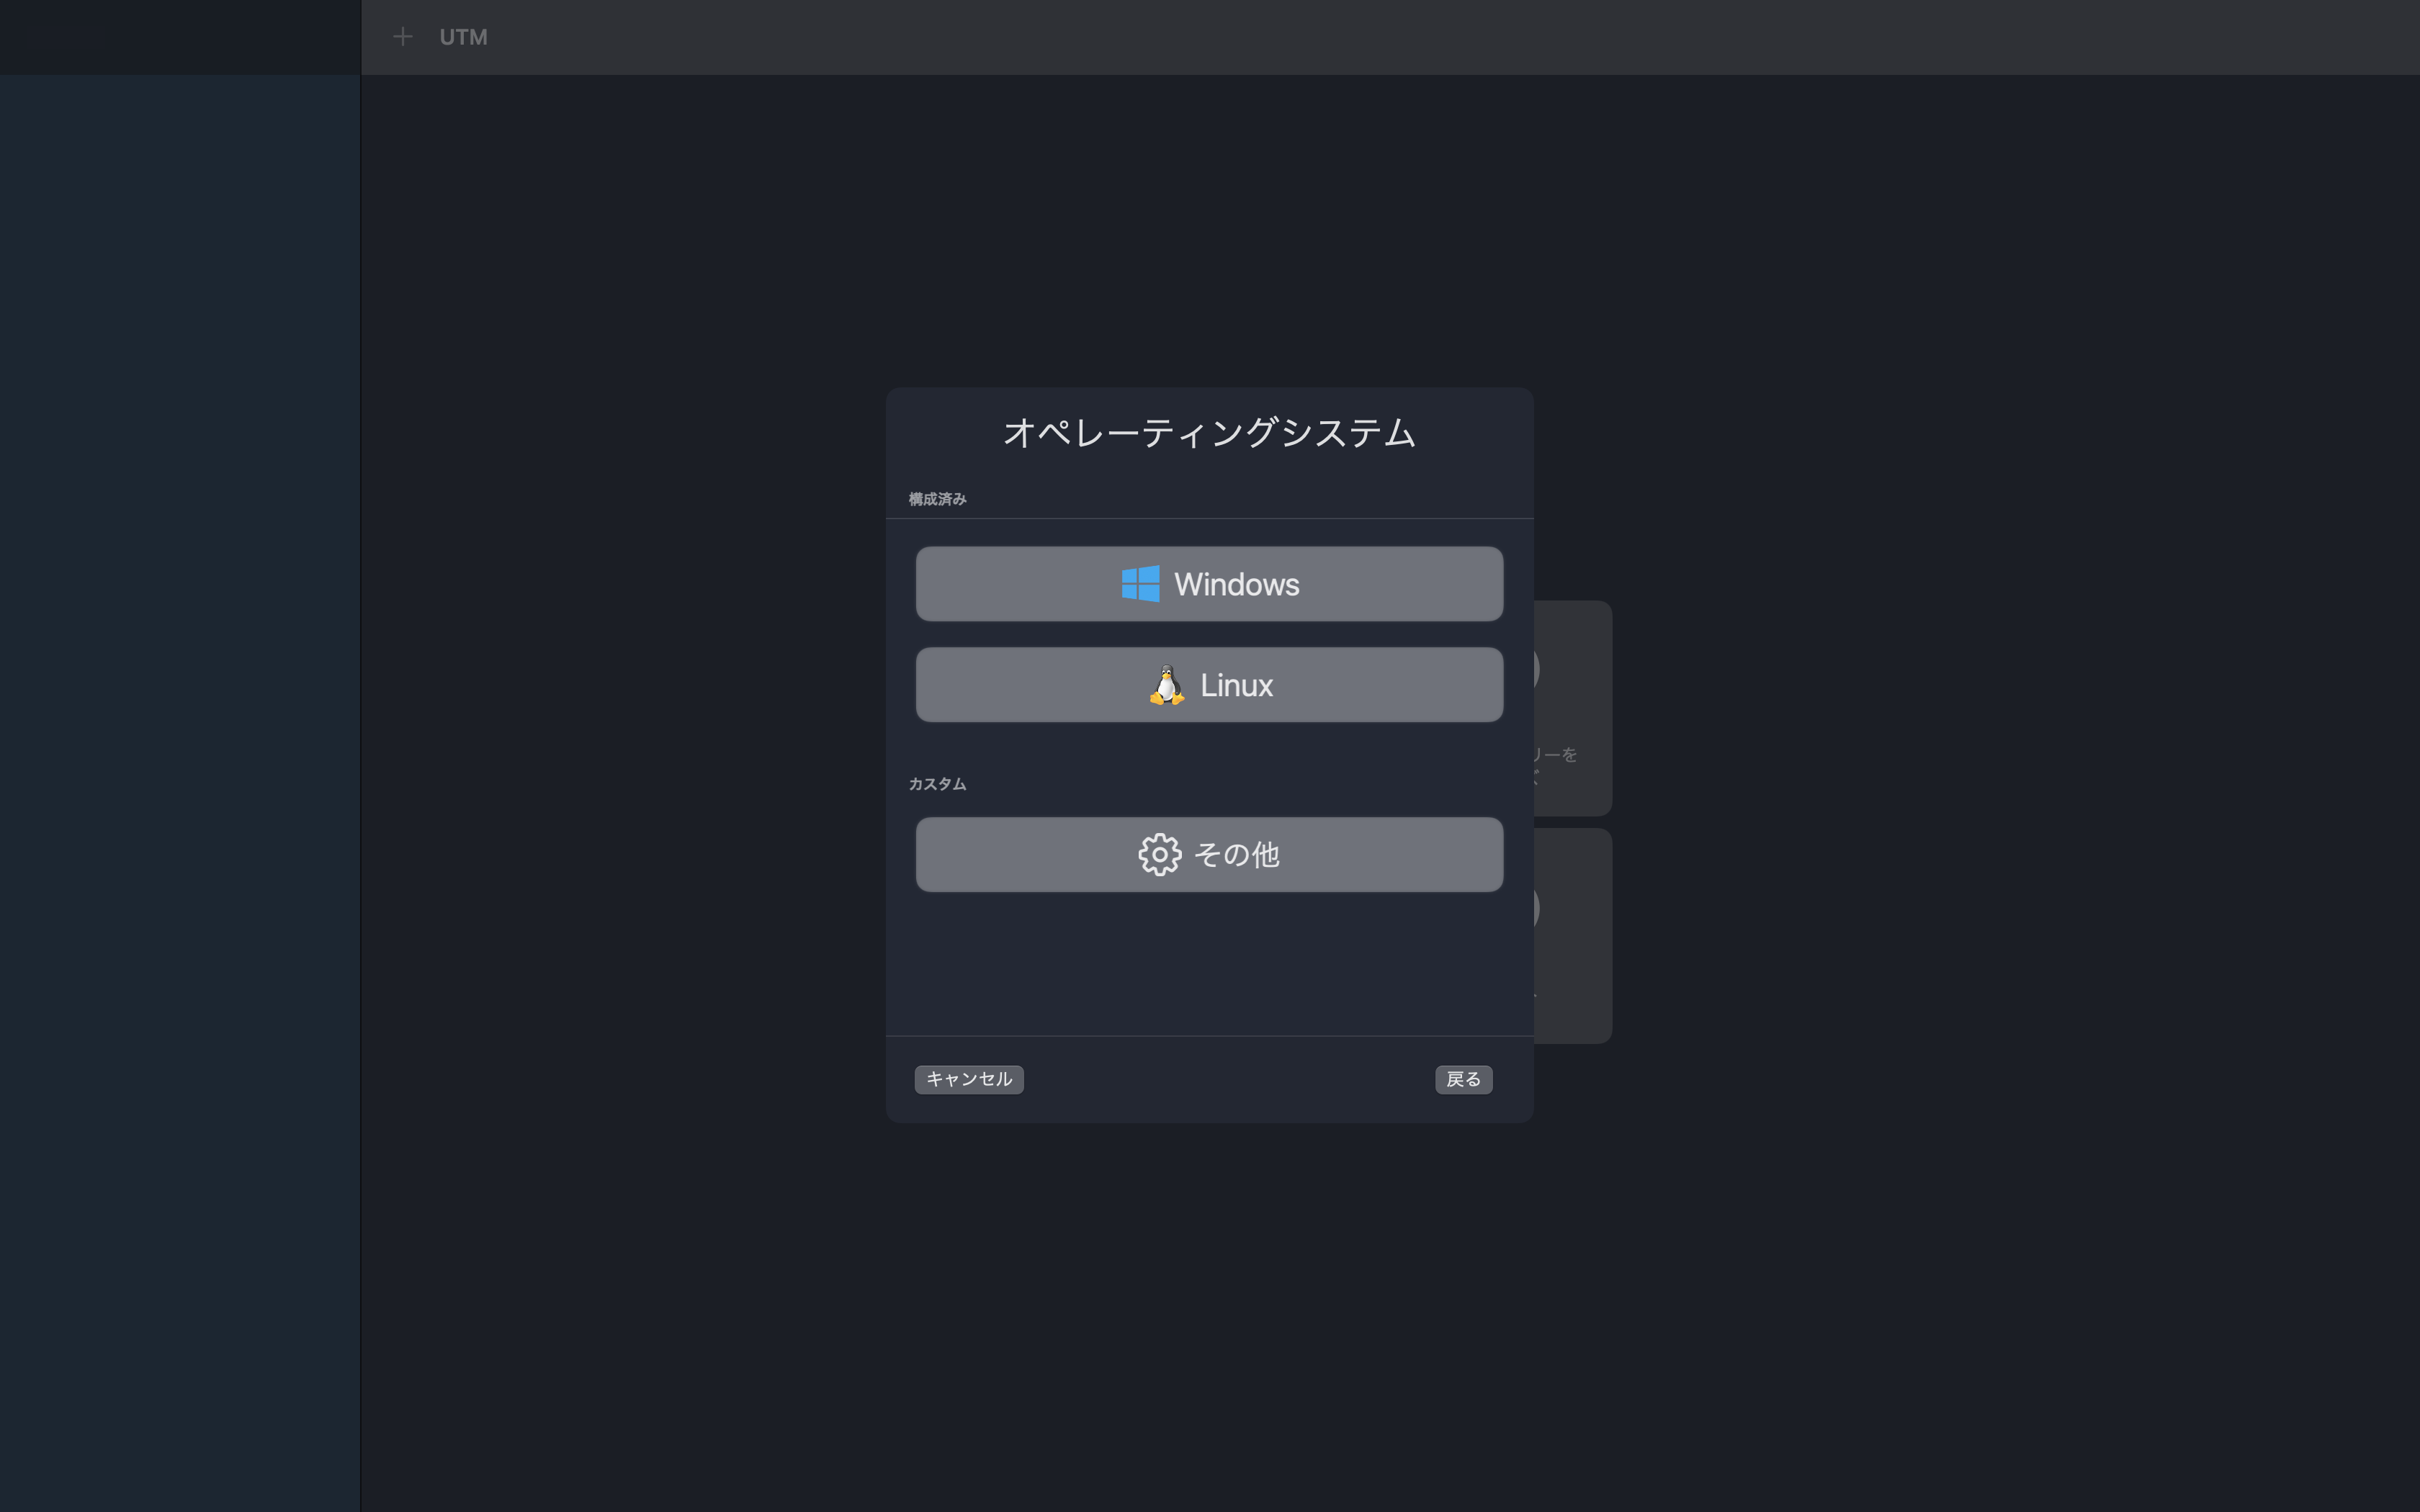 UTM
オペレーティングシステム
構成済み
Windows
Linux
リーを
カスタム
その他
キャンセル
戻る